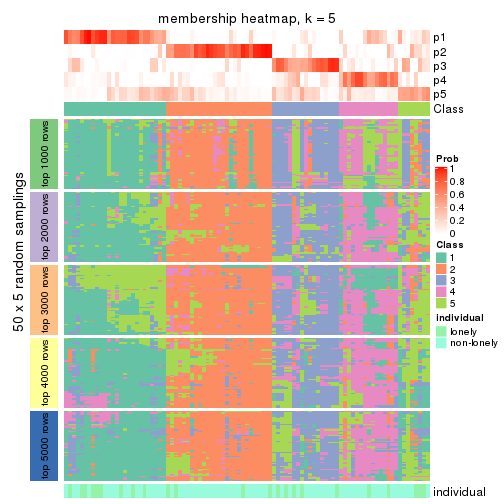 membership heatmap, k = 5
p1
p2
p3
p4
p5
Class
50 x 5 random samplings
top 1000 rows
top 2000 rows
top 3000 rows
top 4000 rows
top 5000 rows
individual
Prob
1
0.8
0.6
0.4
0.2
0
Class
1
2
3
4
5
individual
lonely
non-lonely